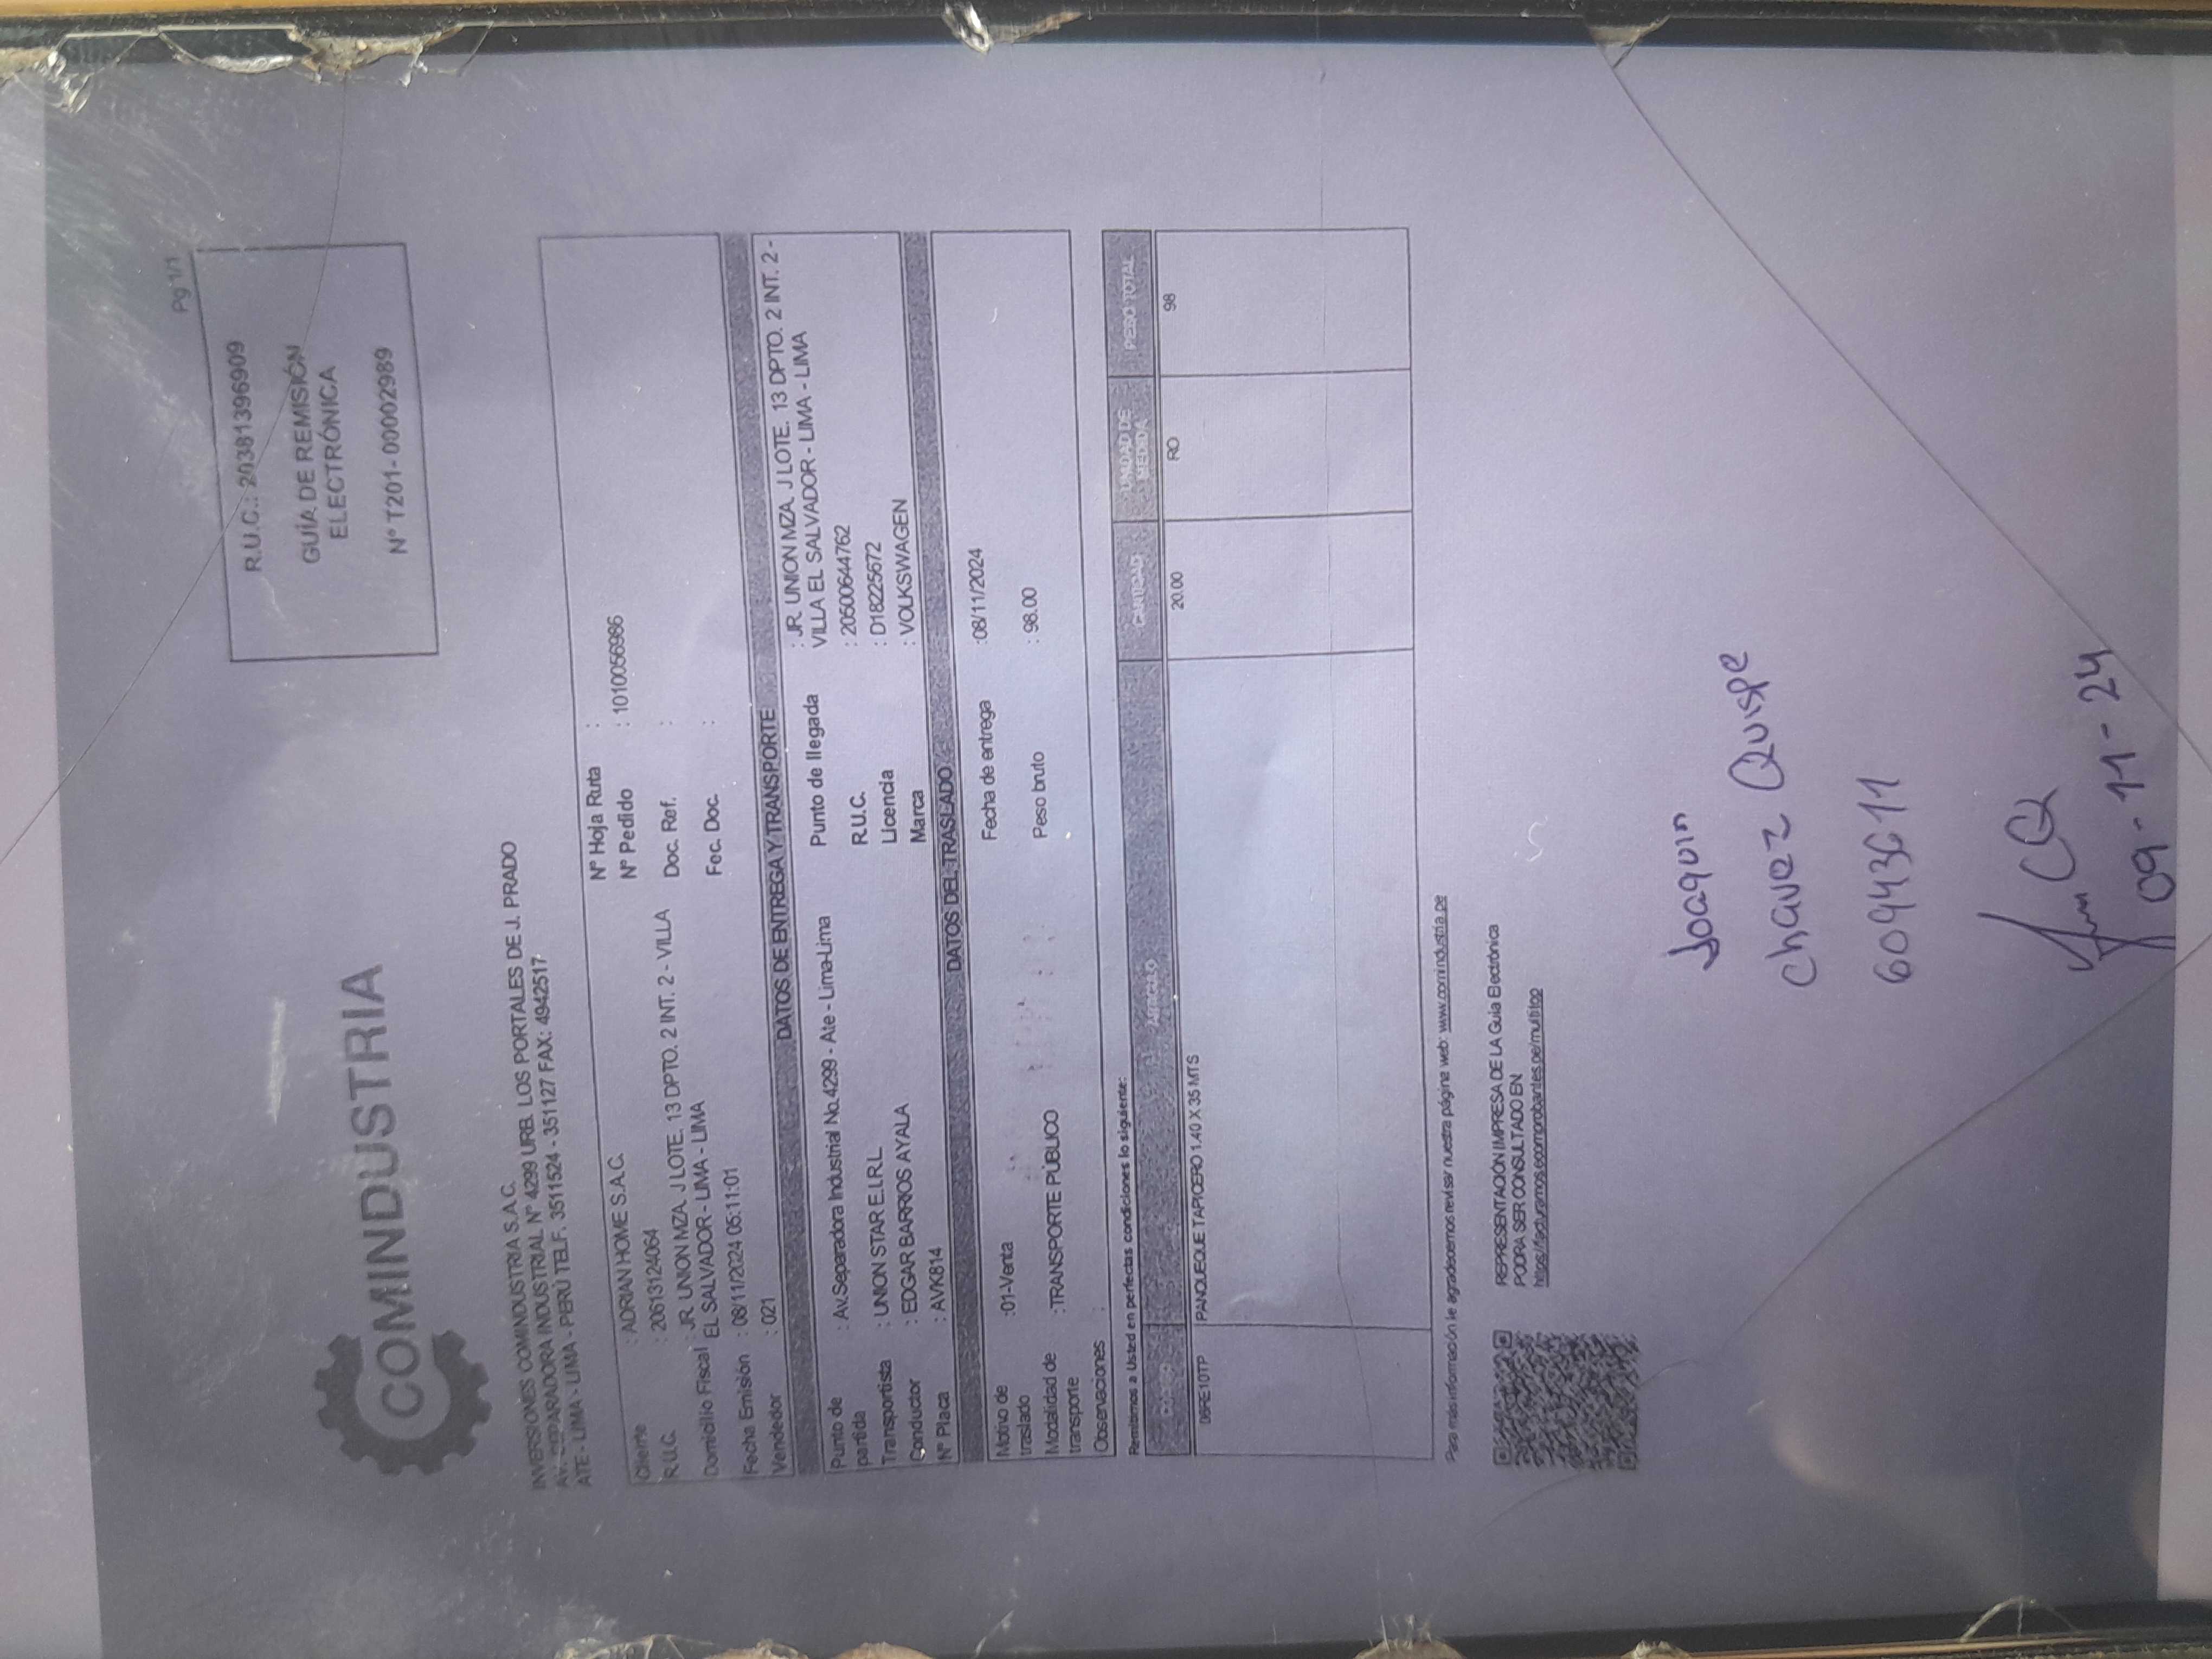 Pg 1/1
COMINDUSTRIA
R.U.C.: 20381396909
GUÍA DE REMISIÓN
ELECTRÓNICA
N° T201-00002989
INVERSIONES COMINDUSTRIA S.A.C.
INDUSTRIAL N° 4299 URB. LOS PORTALES DE J. PRADO
ATE - LIMA - LIMA - PERÚ TELF. 3511524 - 351127 FAX: 4942517
Cliente : ADRIAN HOME S.A.C. N° Hoja Ruta :
R.U.C. : 20613124064 N° Pedido : 1010056986
Domicilio Fiscal : JR. UNION MZA. J LOTE. 13 DPTO. 2 INT. 2 - VILLA Doc. Ref. :
EL SALVADOR - LIMA - LIMA
Fecha Emisión : 08/11/2024 05:11:01 Fec. Doc. :
Vendedor : 021
DATOS DE ENTREGA Y TRANSPORTE
Punto de partida : Av.Separadora Industrial No.4299 - Ate - Lima-Lima Punto de llegada : JR. UNION MZA. J LOTE. 13 DPTO. 2 INT. 2 -
VILLA EL SALVADOR - LIMA - LIMA
Transportista : UNION STAR E.I.R.L. R.U.C. : 20500644762
Conductor : EDGAR BARRIOS AYALA Licencia : D18225672
N° Placa : AVK814 Marca : VOLKSWAGEN
DATOS DEL TRASLADO
Motivo de traslado :01-Venta Fecha de entrega :08/11/2024
Modalidad de transporte :TRANSPORTE PÚBLICO Peso bruto : 98.00
Observaciones :
Remitimos a Usted en perfectas condiciones lo siguiente:
ARTICULO CANTIDAD UNIDAD DE MEDIDA PESO TOTAL
PANQUEQUE TAPICERO 1.40 X 35 MTS 20.00 RO 98
Para más información le agradecemos revisar nuestra página web: www.comindustria.pe
REPRESENTACIÓN IMPRESA DE LA Guía Electrónica
PODRA SER CONSULTADO EN
https://facturamos.ecomprobantes.pe/multitop
Joaquin
Chavez Quispe
60943611
09-11-24